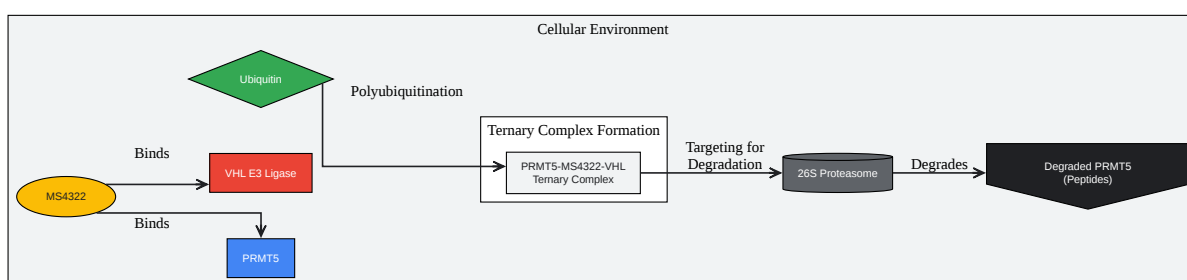 Cellular Environment
Ubiquitin
Polyubiquitination
Ternary Complex Formation
PRMT5-MS4322-VHL
Ternary Complex
Targeting for
Degradation
26S Proteasome
Degrades
Degraded PRMT5
(Peptides)
Binds
VHL E3 Ligase
MS4322
Binds
PRMT5